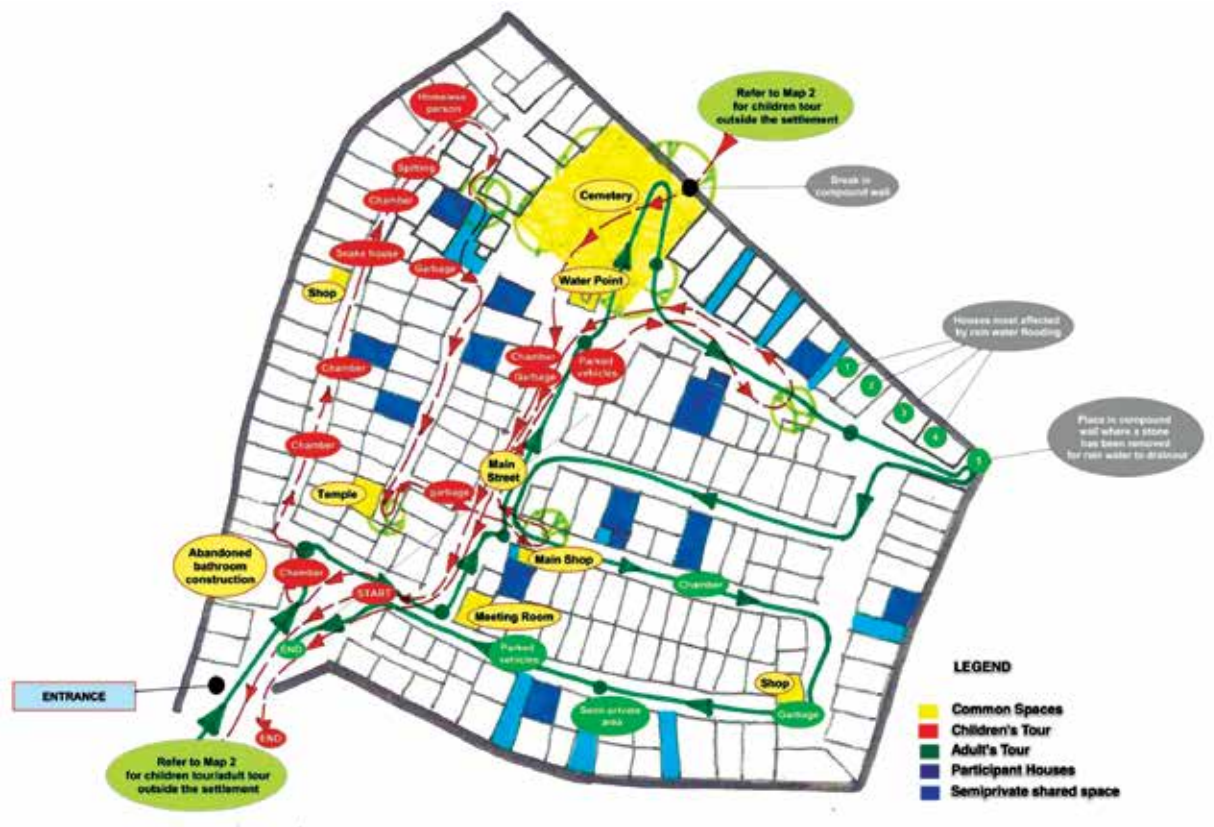 Homeless
person
Refer to Map 2
for children tour
outside the settlement
Spitting
Break in
compound wall
Cemetery
Chamber
Snake house
Garbage
Water Point
Shop
Houses most affected
by rain water flooding
Chamber
Garbage
Parked
vehicles
Chamber
1
2
3
4
Place in compound
wall where a stone
has been removed
for rain water to drainout
Chamber
Main
Street
Temple
garbage
Abandoned
bathroom
construction
Chamber
Main Shop
Chamber
START
Meeting Room
END
Parked
vehicles
ENTRANCE
Shop
Semi-private
area
Garbage
END
Refer to Map 2
for children tour/adult tour
outside the settlement
LEGEND
Common Spaces
Children's Tour
Adult's Tour
Participant Houses
Semiprivate shared space